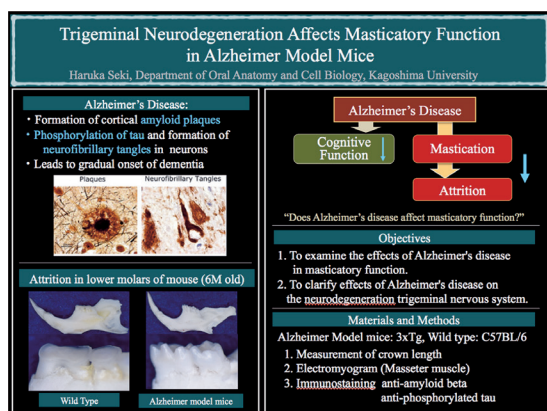 Trigeminal Neurodegeneration Affects Masticatory Function
in Alzheimer Model Mice
Haruka Seki, Department of Oral Anatomy and Cell Biology, Kagoshima University
Alzheimer's Disease:
• Formation of cortical amyloid plaques
• Phosphorylation of tau and formation of
neurofibrillary tangles in neurons
• Leads to gradual onset of dementia
Plaques
Neurofibrillary Tangles
Attrition in lower molars of mouse (6M old)
Wild Type
Alzheimer model mice
Alzheimer's Disease
Cognitive
Function
Mastication
Attrition
"Does Alzheimer's disease affect masticatory function?"
Objectives
1. To examine the effects of Alzheimer's disease
in masticatory function.
2. To clarify effects of Alzheimer's disease on
the neurodegeneration trigeminal nervous system.
Materials and Methods
Alzheimer Model mice: 3xTg, Wild type: C57BL/6
1. Measurement of crown length
2. Electromyogram (Masseter muscle)
3. Immunostaining anti-amyloid beta
anti-phosphorylated tau